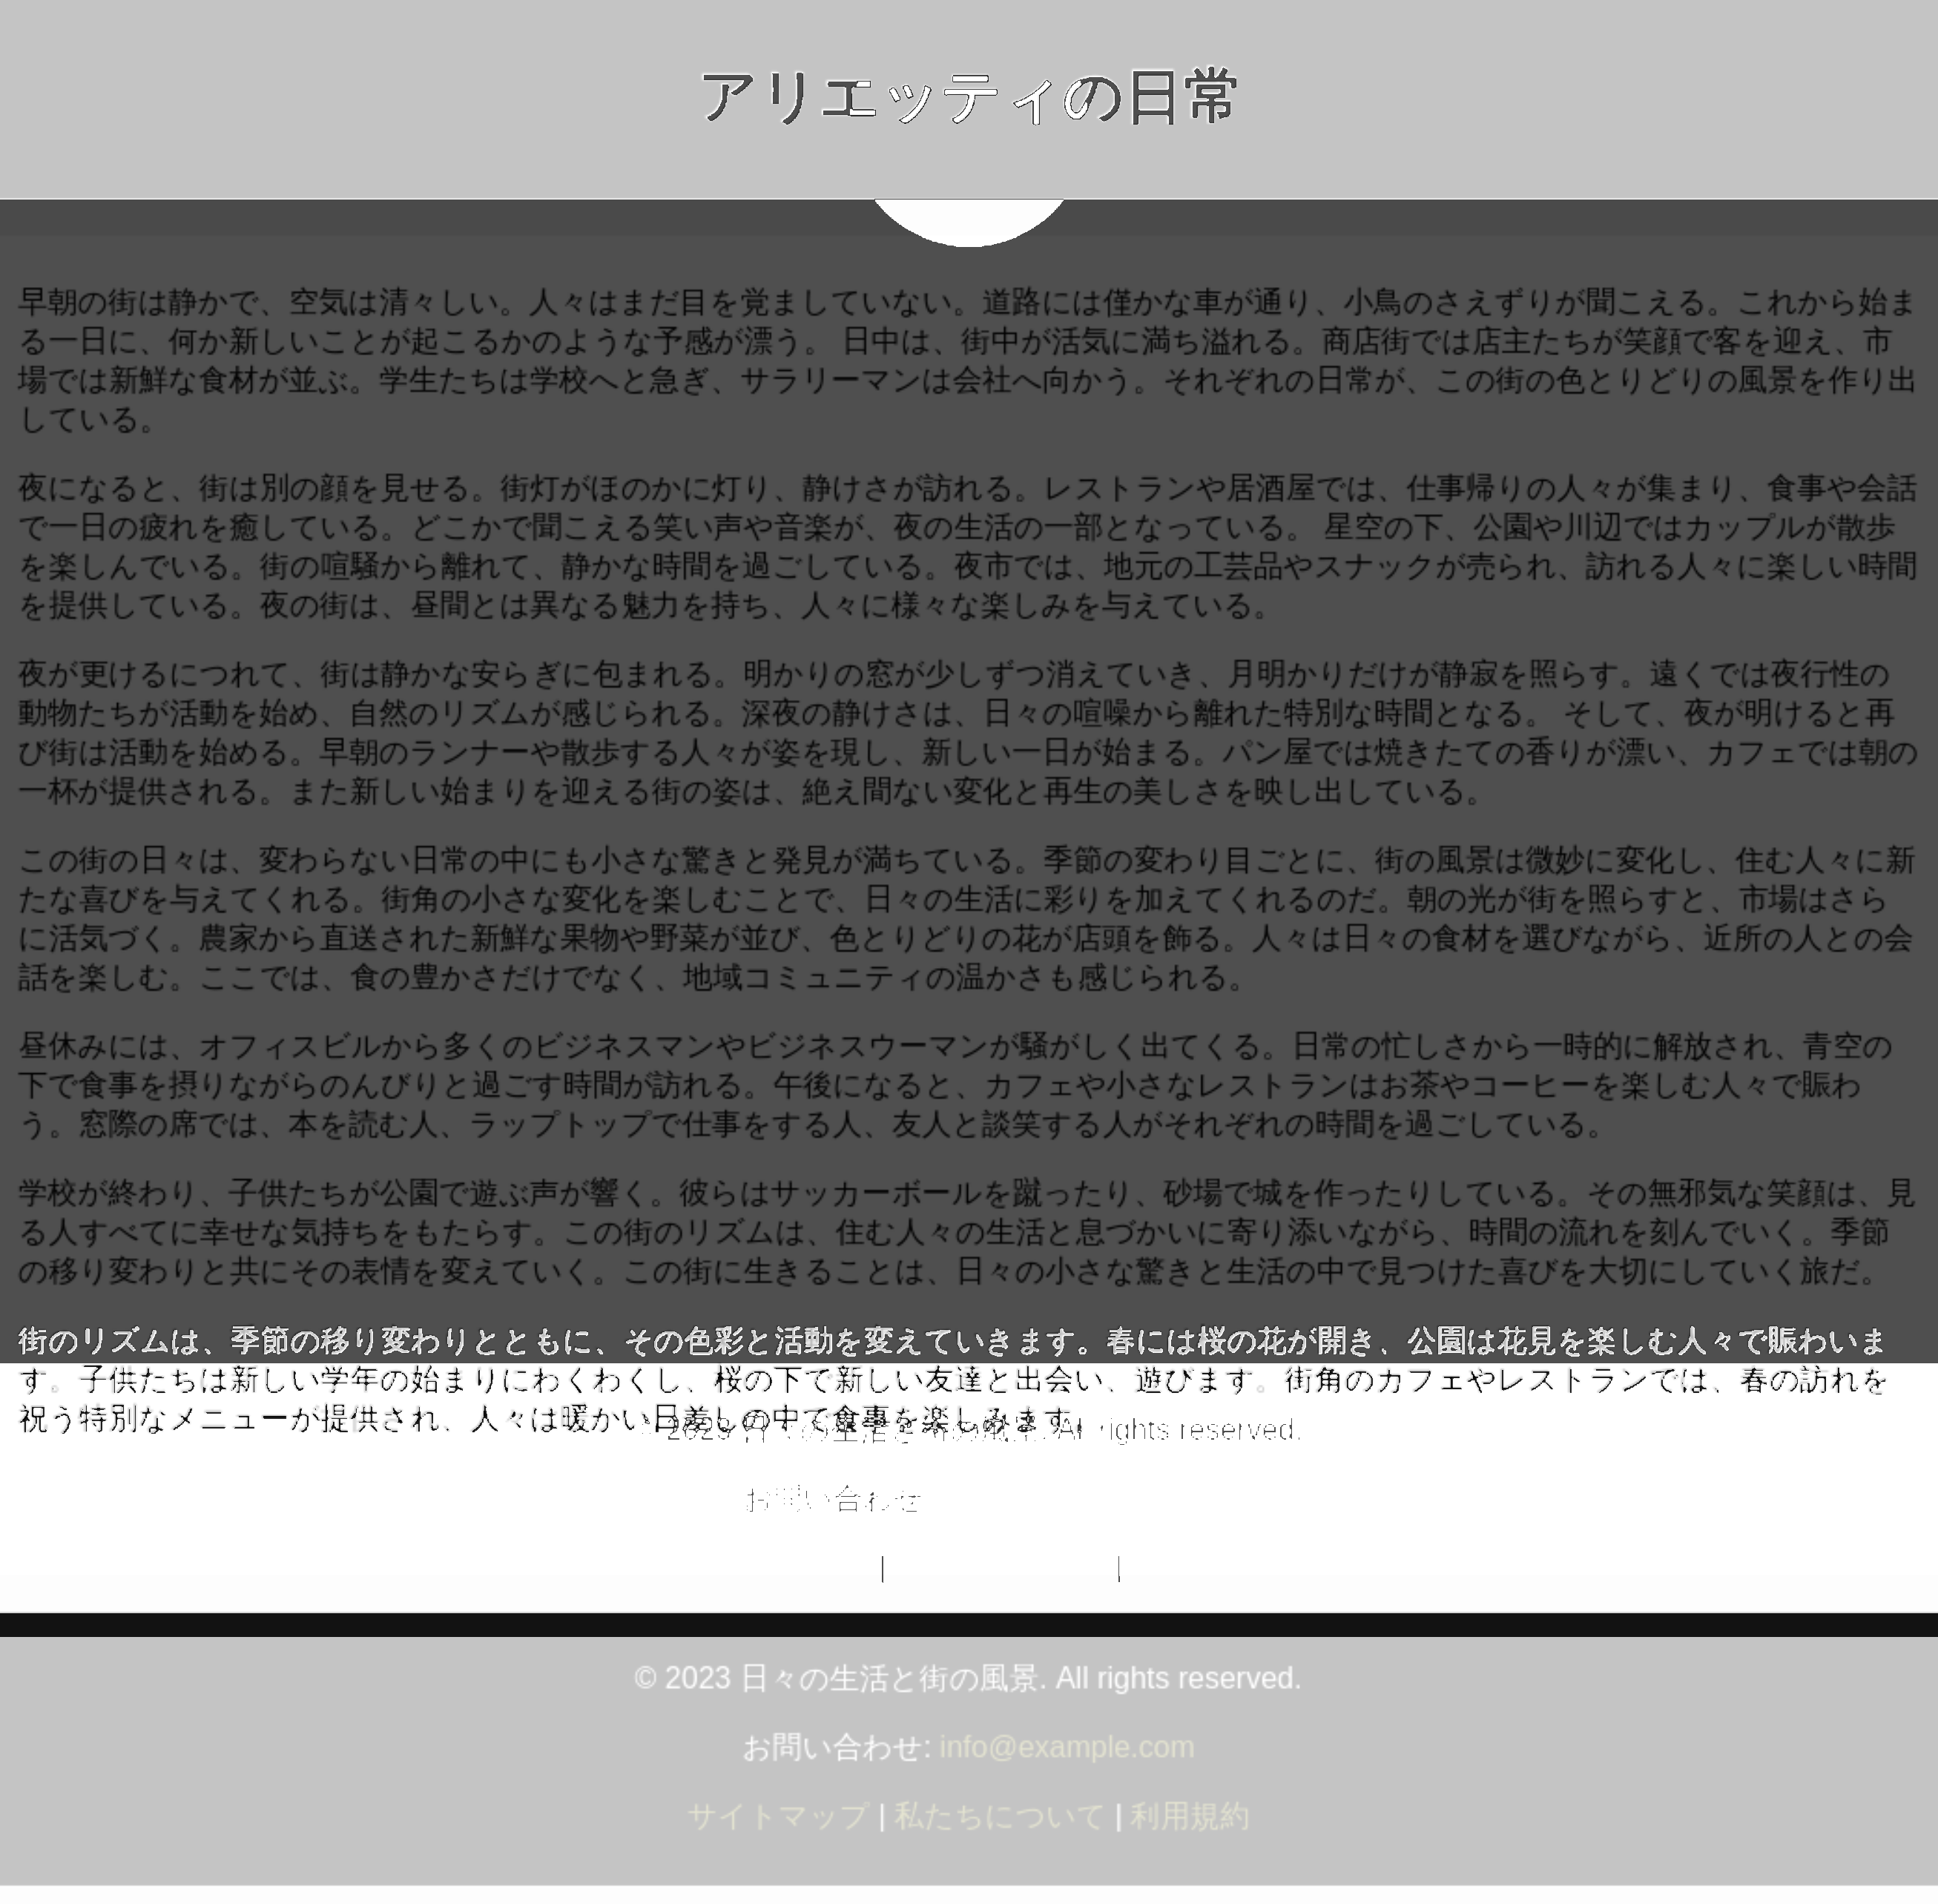 アリエッティの日常
早朝の街は静かで、空気は清々しい。人々はまだ目を覚ましていない。道路には僅かな車が通り、小鳥のさえずりが聞こえる。これから始ま
る一日に、何か新しいことが起こるかのような予感が漂う。 日中は、街中が活気に満ち溢れる。商店街では店主たちが笑顔で客を迎え、市
場では新鮮な食材が並ぶ。学生たちは学校へと急ぎ、サラリーマンは会社へ向かう。それぞれの日常が、この街の色とりどりの風景を作り出
している。
夜になると、街は別の顔を見せる。街灯がほのかに灯り、静けさが訪れる。レストランや居酒屋では、仕事帰りの人々が集まり、食事や会話
で一日の疲れを癒している。どこかで聞こえる笑い声や音楽が、夜の生活の一部となっている。 星空の下、公園や川辺ではカップルが散歩
を楽しんでいる。街の喧騒から離れて、静かな時間を過ごしている。夜市では、地元の工芸品やスナックが売られ、訪れる人々に楽しい時間
を提供している。夜の街は、昼間とは異なる魅力を持ち、人々に様々な楽しみを与えている。
夜が更けるにつれて、街は静かな安らぎに包まれる。明かりの窓が少しずつ消えていき、月明かりだけが静寂を照らす。遠くでは夜行性の
動物たちが活動を始め、自然のリズムが感じられる。深夜の静けさは、日々の喧噪から離れた特別な時間となる。 そして、夜が明けると再
び街は活動を始める。早朝のランナーや散歩する人々が姿を現し、新しい一日が始まる。パン屋では焼きたての香りが漂い、カフェでは朝の
一杯が提供される。また新しい始まりを迎える街の姿は、絶え間ない変化と再生の美しさを映し出している。
この街の日々は、変わらない日常の中にも小さな驚きと発見が満ちている。季節の変わり目ごとに、街の風景は微妙に変化し、住む人々に新
たな喜びを与えてくれる。街角の小さな変化を楽しむことで、日々の生活に彩りを加えてくれるのだ。朝の光が街を照らすと、市場はさら
に活気づく。農家から直送された新鮮な果物や野菜が並び、色とりどりの花が店頭を飾る。人々は日々の食材を選びながら、近所の人との会
話を楽しむ。ここでは、食の豊かさだけでなく、地域コミュニティの温かさも感じられる。
昼休みには、オフィスビルから多くのビジネスマンやビジネスウーマンが騒がしく出てくる。日常の忙しさから一時的に解放され、青空の
下で食事を摂りながらのんびりと過ごす時間が訪れる。午後になると、カフェや小さなレストランはお茶やコーヒーを楽しむ人々で賑わ
う。窓際の席では、本を読む人、ラップトップで仕事をする人、友人と談笑する人がそれぞれの時間を過ごしている。
学校が終わり、子供たちが公園で遊ぶ声が響く。彼らはサッカーボールを蹴ったり、砂場で城を作ったりしている。その無邪気な笑顔は、見
る人すべてに幸せな気持ちをもたらす。この街のリズムは、住む人々の生活と息づかいに寄り添いながら、時間の流れを刻んでいく。季節
の移り変わりと共にその表情を変えていく。この街に生きることは、日々の小さな驚きと生活の中で見つけた喜びを大切にしていく旅だ。
街のリズムは、季節の移り変わりとともに、その色彩と活動を変えていきます。春には桜の花が開き、公園は花見を楽しむ人々で賑わいま
す。子供たちは新しい学年の始まりにわくわくし、桜の下で新しい友達と出会い、遊びます。街角のカフェやレストランでは、春の訪れを
祝う特別なメニューが提供され、人々は暖かい日差しの中で食事を楽しみます。
All rights reserved.
お問い合わせ
| |
© 2023 日々の生活と街の風景. All rights reserved.
お問い合わせ: info@example.com
サイトマップ | 私たちについて | 利用規約